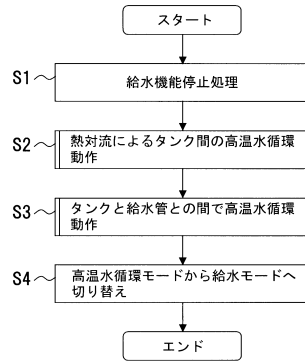 スタート
S1
給水機能停止処理
S2
熱対流によるタンク間の高温水循環
動作
S3
タンクと給水管との間で高温水循環
動作
S4
高温水循環モードから給水モードへ
切り替え
エンド